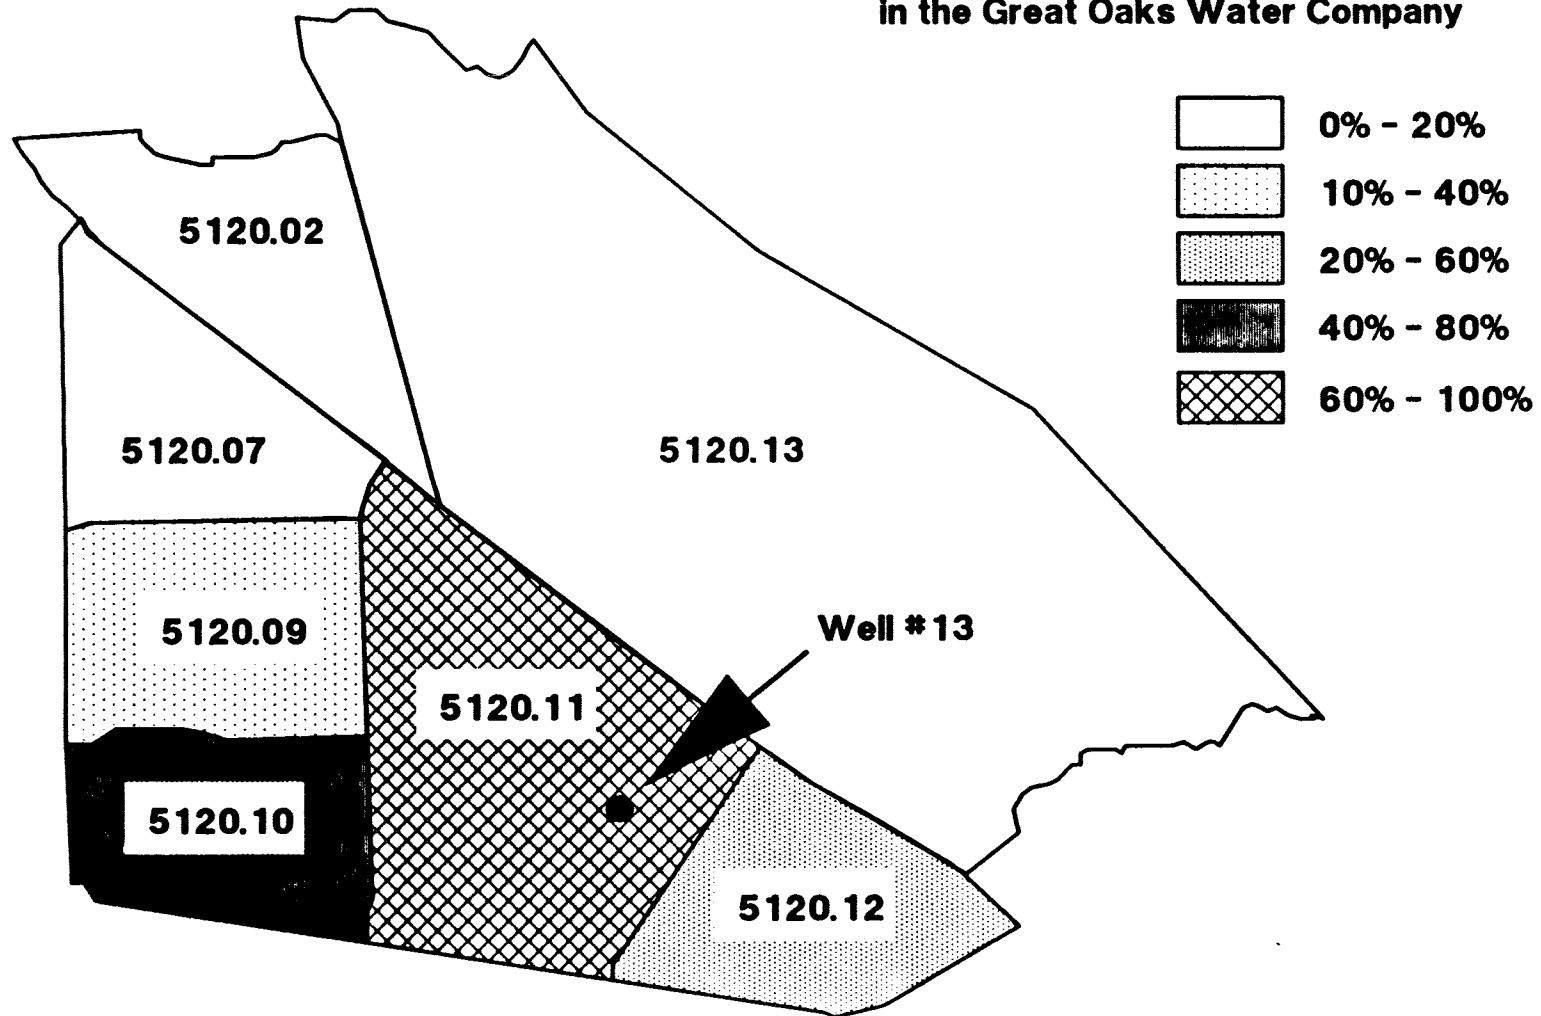 in the Great Oaks Water Company
0% - 20%
10% - 40%
20% - 60%
40% - 80%
60% - 100%
5120.02
5120.07
5120.13
5120.09
Well #13
5120.11
5120.10
5120.12